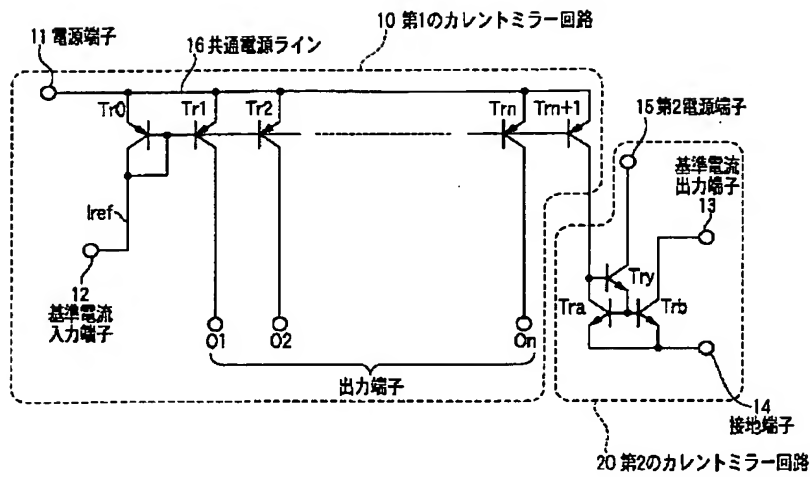 10 第1のカレントミラー回路
11 電源端子
16 共通電源ライン
Tr0
Tr1
Tr2
Trn
Trn+1
15 第2電源端子
基準電流
出力端子
13
Iref
Try
Tra
Trb
12
基準電流
入力端子
O1
O2
On
出力端子
14
接地端子
20 第2のカレントミラー回路